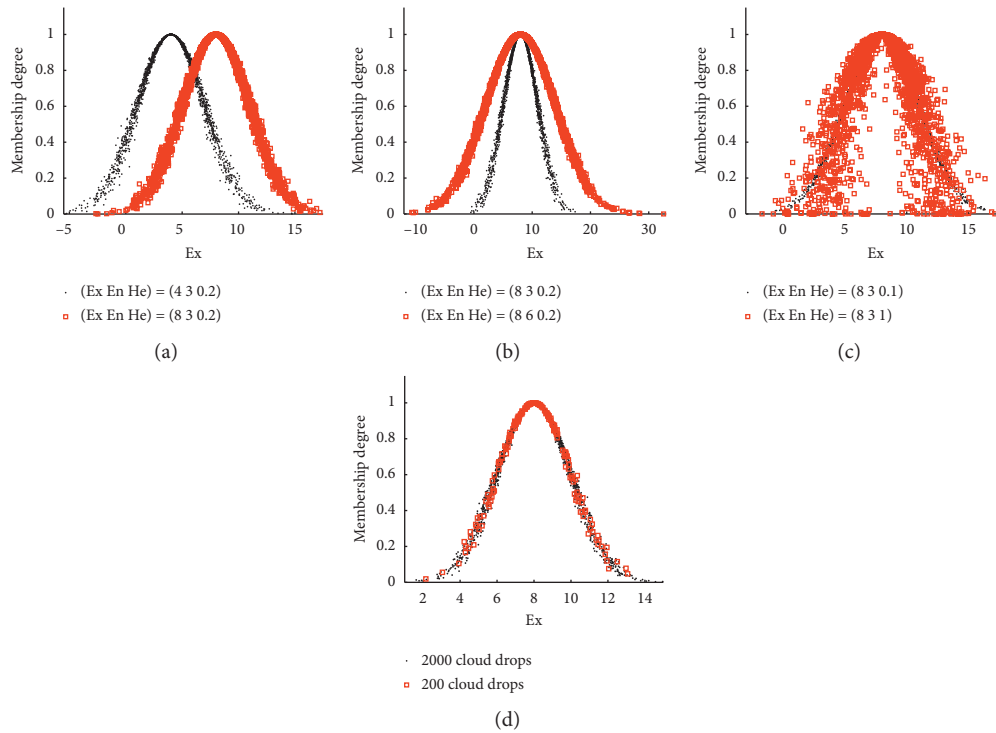 Membership degree
1
0.8
0.6
0.4
0.2
0
−5 0 5 10 15
Ex
(Ex En He) = (4 3 0.2)
(Ex En He) = (8 3 0.2)
(a)
Membership degree
1
0.8
0.6
0.4
0.2
0
−10 0 10 20 30
Ex
(Ex En He) = (8 3 0.2)
(Ex En He) = (8 6 0.2)
(b)
Membership degree
1
0.8
0.6
0.4
0.2
0
0 5 10 15
Ex
(Ex En He) = (8 3 0.1)
(Ex En He) = (8 3 1)
(c)
Membership degree
1
0.8
0.6
0.4
0.2
0
2 4 6 8 10 12 14
Ex
2000 cloud drops
200 cloud drops
(d)